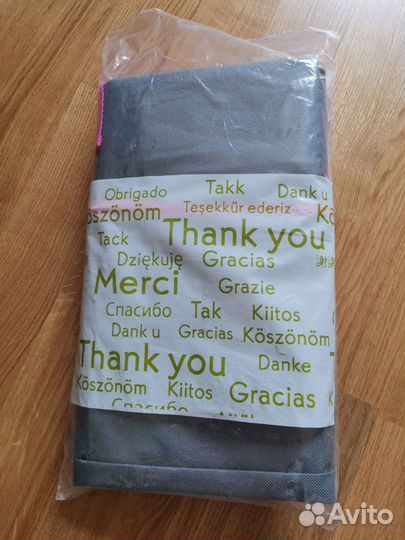 Obrigado Takk Dank u
Köszönöm Teşekkür ederiz
Tack Thank you
Dziękuję Gracias
Merci Grazie
Спасибо Tak Kiitos
Dank u Gracias Köszönöm
Thank you Danke
Köszönöm Kiitos Gracias
Спасибо
Avito